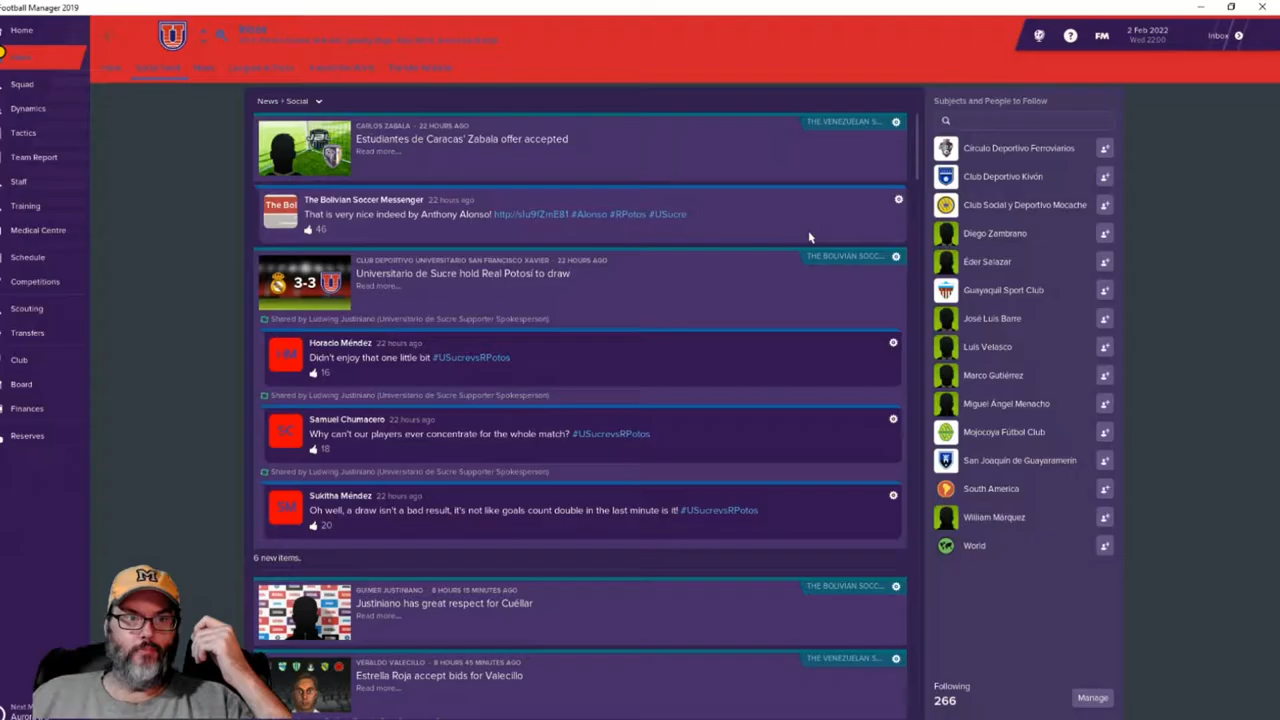 Football Manager 2019
Home
Squad
Dynamics
Tactics
Team Report
Staff
Training
Medical Centre
Schedule
Competitions
Scouting
Transfers
Club
Board
Finances
Reserves
2 Feb 2022
Wed 22:00
FM
Inbox
News › Social
CARLOS ZABALA - 22 HOURS AGO
THE VENEZUELAN S...
Estudiantes de Caracas' Zabala offer accepted
Read more...
The Bol
The Bolivian Soccer Messenger 22 hours ago
That is very nice indeed by Anthony Alonso! http://s1u9fZmE81 #Alonso #RPotos #USucre
46
CLUB DEPORTIVO UNIVERSITARIO SAN FRANCISCO XAVIER - 22 HOURS AGO
THE BOLIVIAN SOCC...
3-3
Universitario de Sucre hold Real Potosí to draw
Read more...
Shared by Ludwing Justiniano (Universitario de Sucre Supporter Spokesperson)
HM
Horacio Méndez 22 hours ago
Didn't enjoy that one little bit #USucrevsRPotos
16
Shared by Ludwing Justiniano (Universitario de Sucre Supporter Spokesperson)
SC
Samuel Chumacero 22 hours ago
Why can't our players ever concentrate for the whole match? #USucrevsRPotos
18
Shared by Ludwing Justiniano (Universitario de Sucre Supporter Spokesperson)
SM
Sukitha Méndez 22 hours ago
Oh well, a draw isn't a bad result, it's not like goals count double in the last minute is it! #USucrevsRPotos
20
6 new items.
GUIMER JUSTINIANO - 8 HOURS 15 MINUTES AGO
THE BOLIVIAN SOCC...
Justiniano has great respect for Cuéllar
Read more...
VERALDO VALECILLO - 8 HOURS 45 MINUTES AGO
THE VENEZUELAN S...
Estrella Roja accept bids for Valecillo
Read more...
Subjects and People to Follow
Círculo Deportivo Ferroviarios
Club Deportivo Kivón
Club Social y Deportivo Mocache
Diego Zambrano
Éder Salazar
Guayaquil Sport Club
José Luis Barre
Luis Velasco
Marco Gutiérrez
Miguel Ángel Menacho
Mojocoya Fútbol Club
San Joaquín de Guayaramerín
South America
William Márquez
World
Following
266
Manage
M